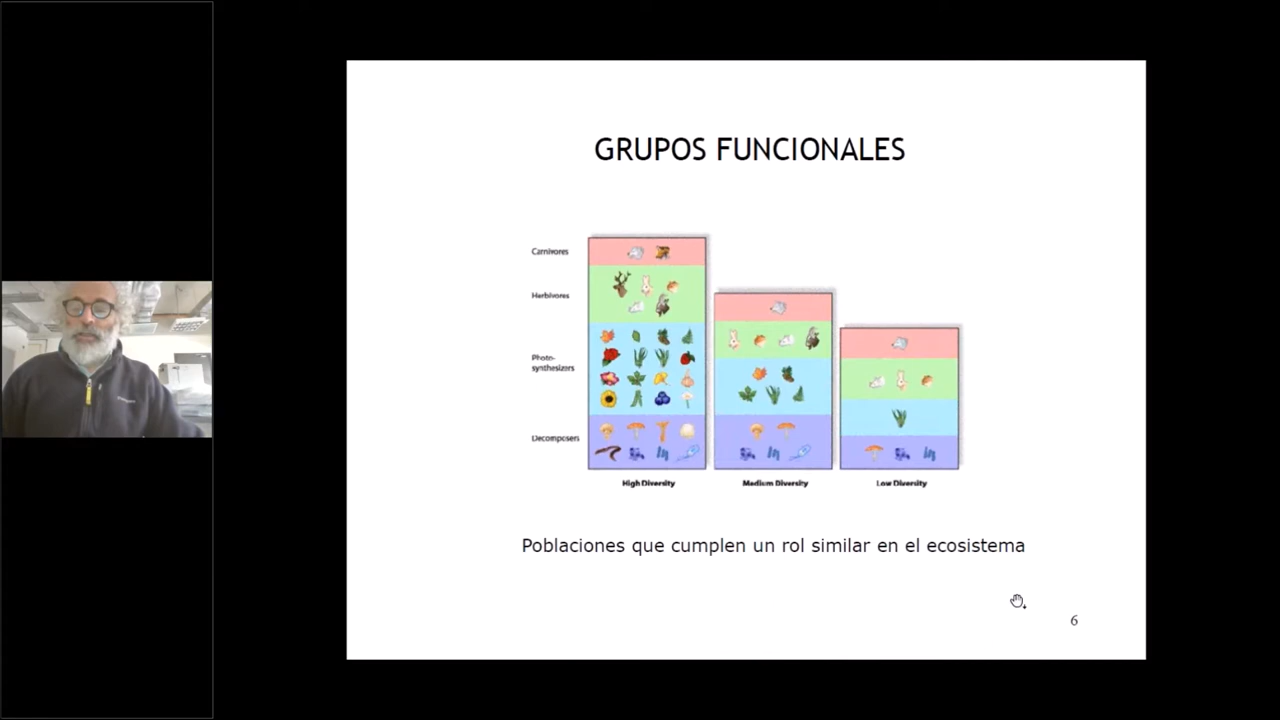 GRUPOS FUNCIONALES
Carnivores
Herbivores
Photo-
synthesizers
Decomposers
High Diversity
Medium Diversity
Low Diversity
Poblaciones que cumplen un rol similar en el ecosistema
6